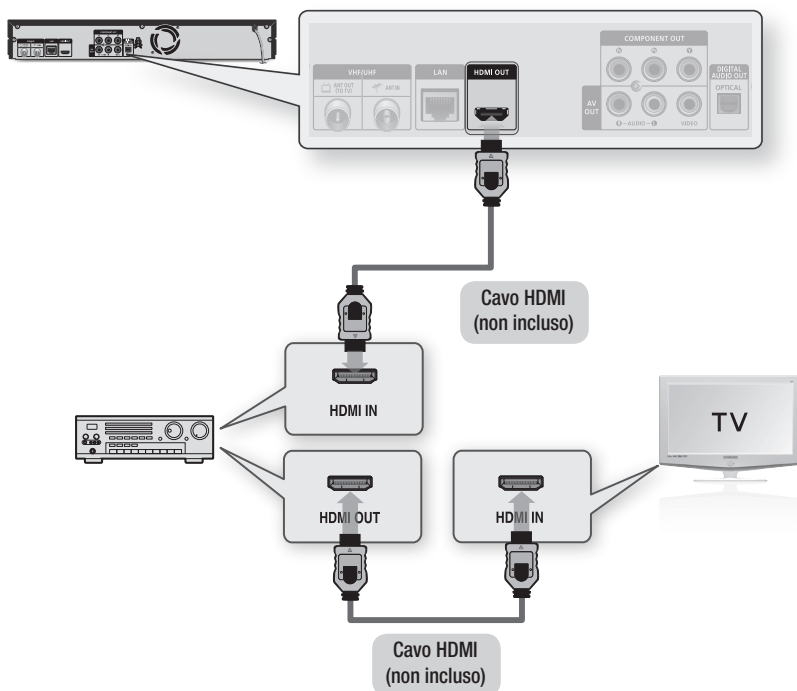 COMPONENT OUT
VHF/UHF
LAN
HDMI OUT
DIGITAL
AUDIO OUT
ANT OUT
(TO TV)
ANT IN
OPTICAL
AV
OUT
R AUDIO L
VIDEO
Cavo HDMI
(non incluso)
HDMI IN
TV
HDMI OUT
HDMI IN
Cavo HDMI
(non incluso)